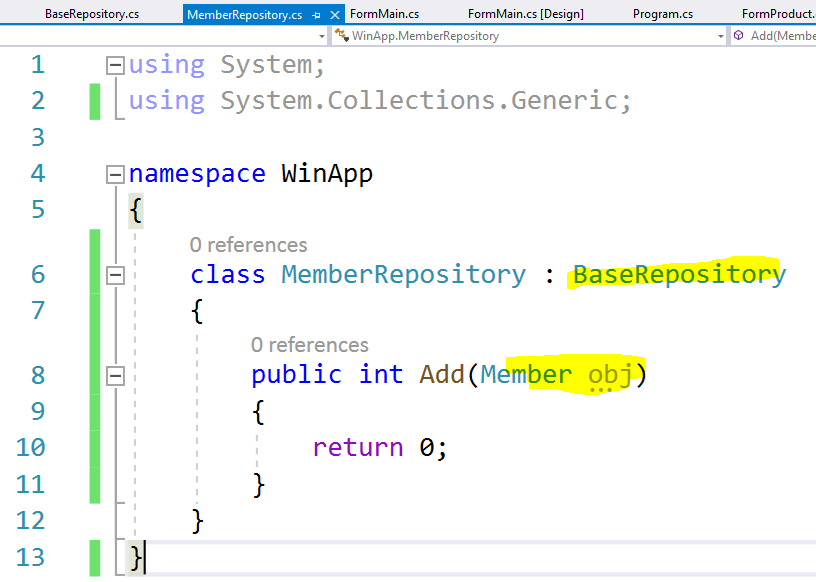 BaseRepository.cs MemberRepository.cs FormMain.cs FormMain.cs [Design] Program.cs FormProduct.
WinApp.MemberRepository Add(Membe
1 using System;
2 using System.Collections.Generic;
3
4 namespace WinApp
5 {
0 references
6 class MemberRepository : BaseRepository
7 {
0 references
8 public int Add(Member obj)
9 {
10 return 0;
11 }
12 }
13 }